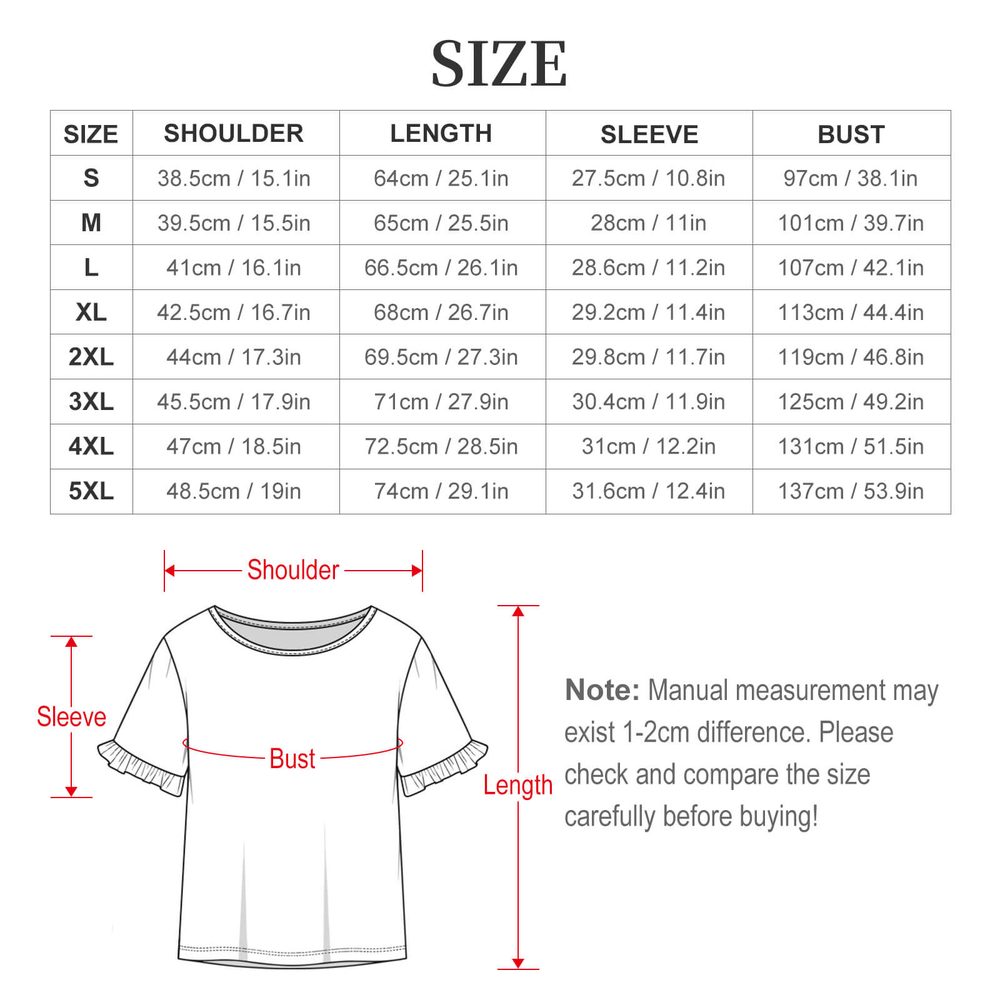 SIZE
SIZE SHOULDER LENGTH SLEEVE BUST
S 38.5cm / 15.1in 64cm / 25.1in 27.5cm / 10.8in 97cm / 38.1in
M 39.5cm / 15.5in 65cm / 25.5in 28cm / 11in 101cm / 39.7in
L 41cm / 16.1in 66.5cm / 26.1in 28.6cm / 11.2in 107cm / 42.1in
XL 42.5cm / 16.7in 68cm / 26.7in 29.2cm / 11.4in 113cm / 44.4in
2XL 44cm / 17.3in 69.5cm / 27.3in 29.8cm / 11.7in 119cm / 46.8in
3XL 45.5cm / 17.9in 71cm / 27.9in 30.4cm / 11.9in 125cm / 49.2in
4XL 47cm / 18.5in 72.5cm / 28.5in 31cm / 12.2in 131cm / 51.5in
5XL 48.5cm / 19in 74cm / 29.1in 31.6cm / 12.4in 137cm / 53.9in
Shoulder
Sleeve
Bust
Length
Note: Manual measurement may
exist 1-2cm difference. Please
check and compare the size
carefully before buying!